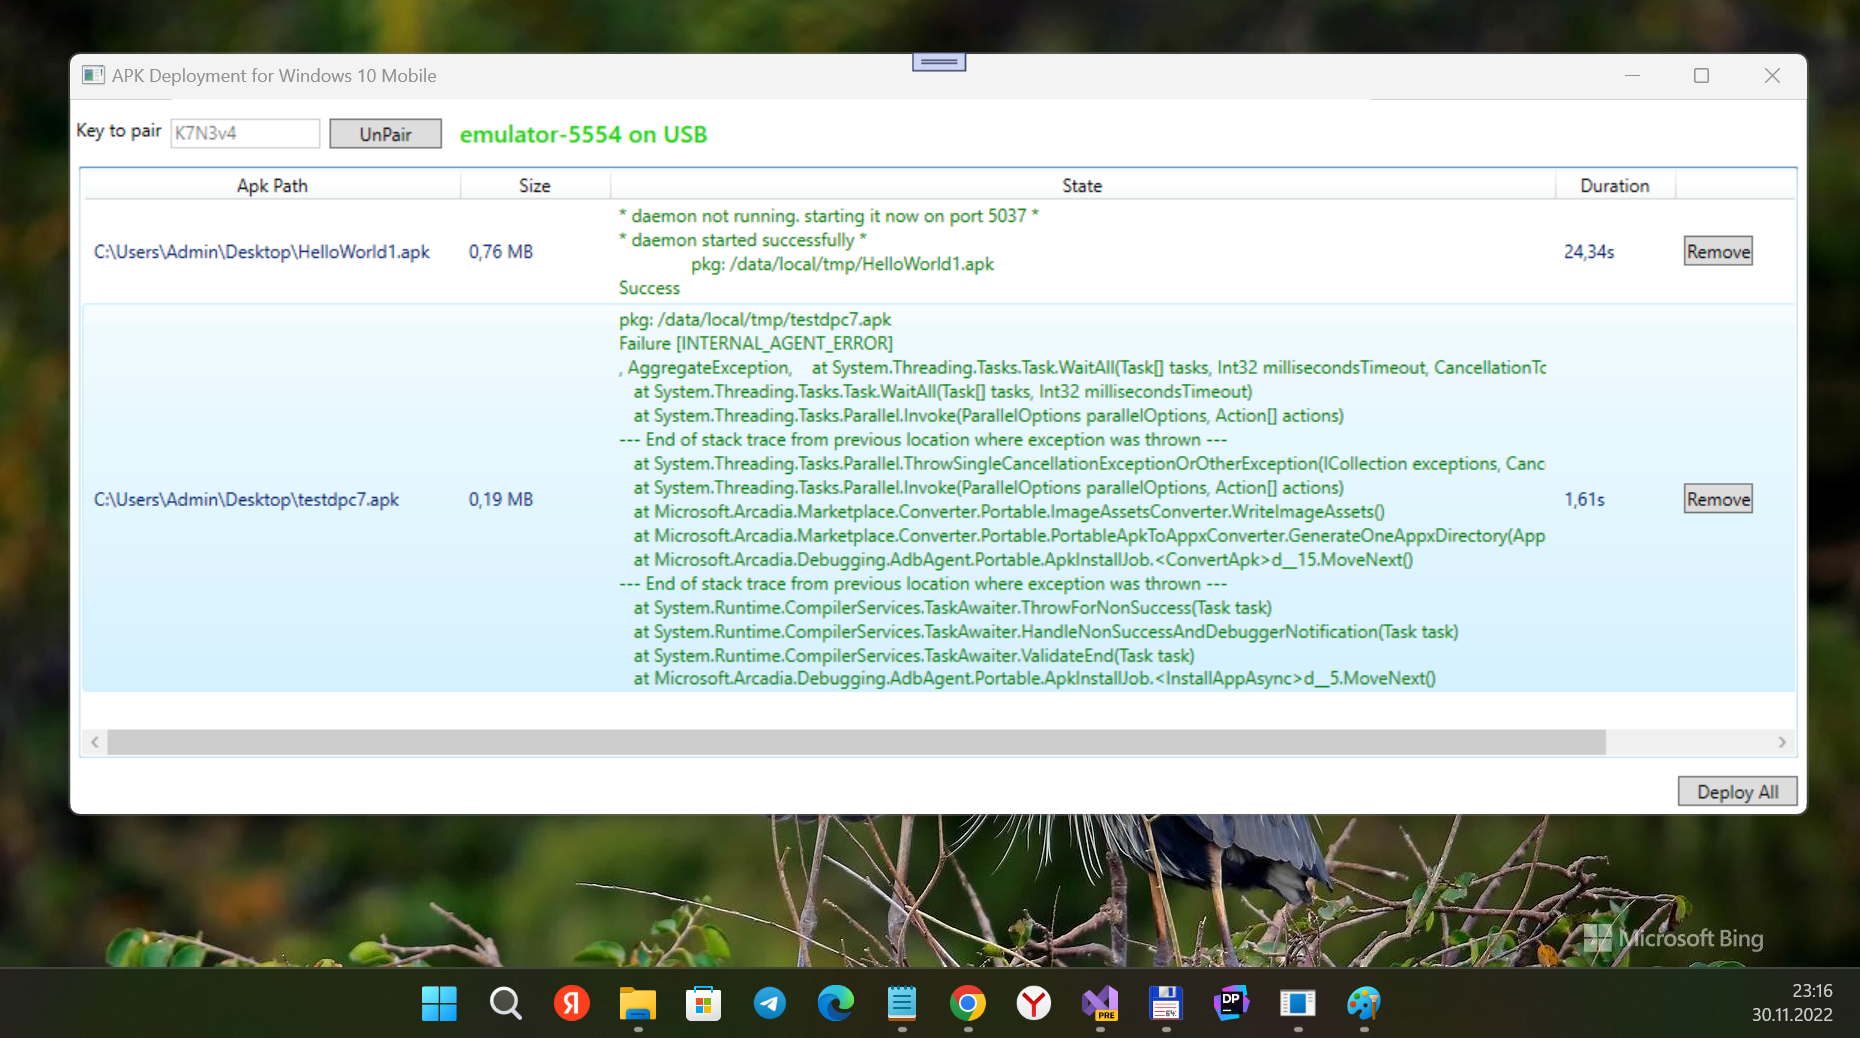 APK Deployment for Windows 10 Mobile
Key to pair K7N3v4 UnPair emulator-5554 on USB
Apk Path Size State Duration
* daemon not running. starting it now on port 5037 *
* daemon started successfully *
pkg: /data/local/tmp/HelloWorld1.apk
Success
C:\Users\Admin\Desktop\HelloWorld1.apk 0,76 MB 24,34s Remove
pkg: /data/local/tmp/testdpc7.apk
Failure [INTERNAL_AGENT_ERROR]
, AggregateException, at System.Threading.Tasks.Task.WaitAll(Task[] tasks, Int32 millisecondsTimeout, CancellationTc
at System.Threading.Tasks.Task.WaitAll(Task[] tasks, Int32 millisecondsTimeout)
at System.Threading.Tasks.Parallel.Invoke(ParallelOptions parallelOptions, Action[] actions)
--- End of stack trace from previous location where exception was thrown ---
at System.Threading.Tasks.Parallel.ThrowSingleCancellationExceptionOrOtherException(ICollection exceptions, Canc
at System.Threading.Tasks.Parallel.Invoke(ParallelOptions parallelOptions, Action[] actions)
at Microsoft.Arcadia.Marketplace.Converter.Portable.ImageAssetsConverter.WriteImageAssets()
at Microsoft.Arcadia.Marketplace.Converter.Portable.PortableApkToAppxConverter.GenerateOneAppxDirectory(App
at Microsoft.Arcadia.Debugging.AdbAgent.Portable.ApkInstallJob.<ConvertApk>d__15.MoveNext()
--- End of stack trace from previous location where exception was thrown ---
at System.Runtime.CompilerServices.TaskAwaiter.ThrowForNonSuccess(Task task)
at System.Runtime.CompilerServices.TaskAwaiter.HandleNonSuccessAndDebuggerNotification(Task task)
at System.Runtime.CompilerServices.TaskAwaiter.ValidateEnd(Task task)
at Microsoft.Arcadia.Debugging.AdbAgent.Portable.ApkInstallJob.<InstallAppAsync>d__5.MoveNext()
C:\Users\Admin\Desktop\testdpc7.apk 0,19 MB 1,61s Remove
Deploy All
Microsoft Bing
Я
Y
PRE
64
DP
23:16
30.11.2022